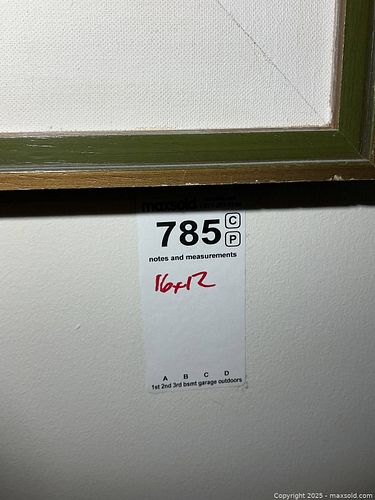 maxsold
785 C
P
notes and measurements
16x12
A B C D
1st 2nd 3rd bsmt garage outdoors
Copyright 2025 - maxsold.com